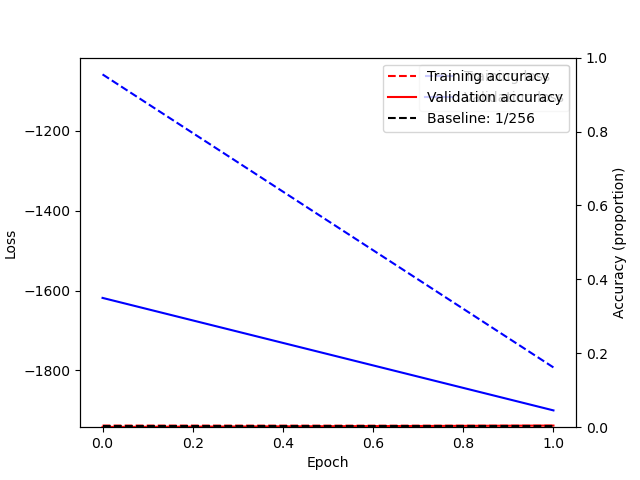 Training accuracy
Validation accuracy
Baseline: 1/256
1.0
0.8
0.6
0.4
0.2
0.0
Accuracy (proportion)
−1200
−1400
−1600
−1800
Loss
0.0 0.2 0.4 0.6 0.8 1.0
Epoch